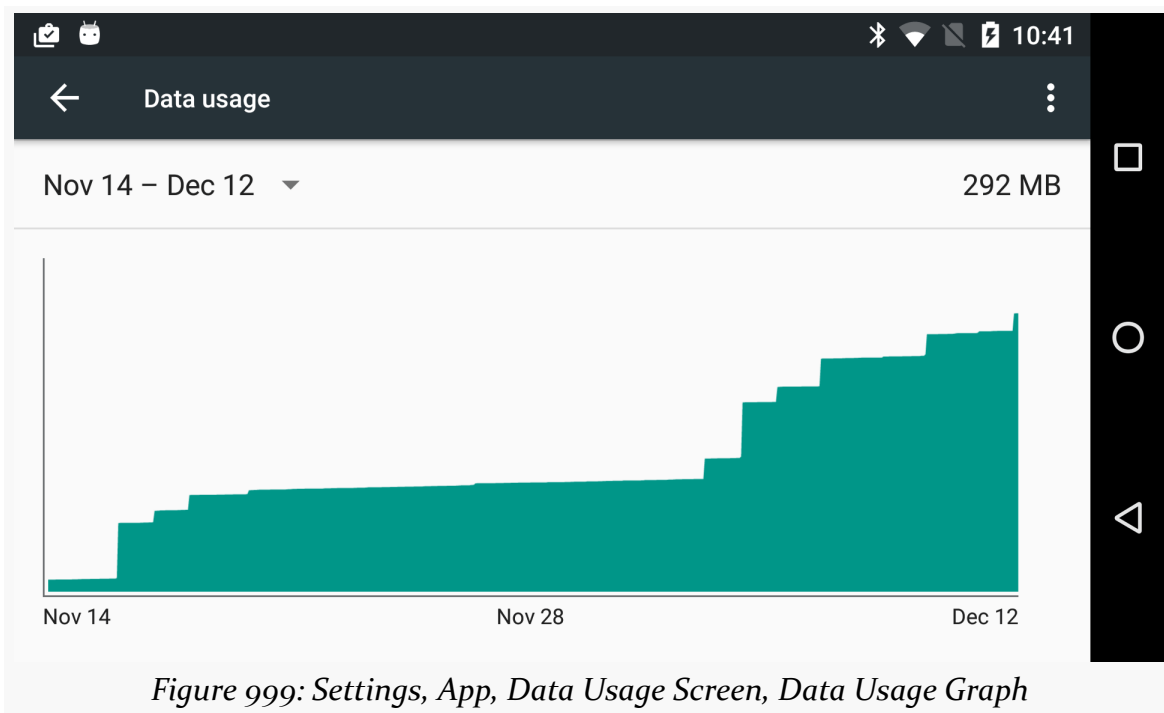 10:41
Data usage
Nov 14 – Dec 12 292 MB
Nov 14 Nov 28 Dec 12
Figure 999: Settings, App, Data Usage Screen, Data Usage Graph